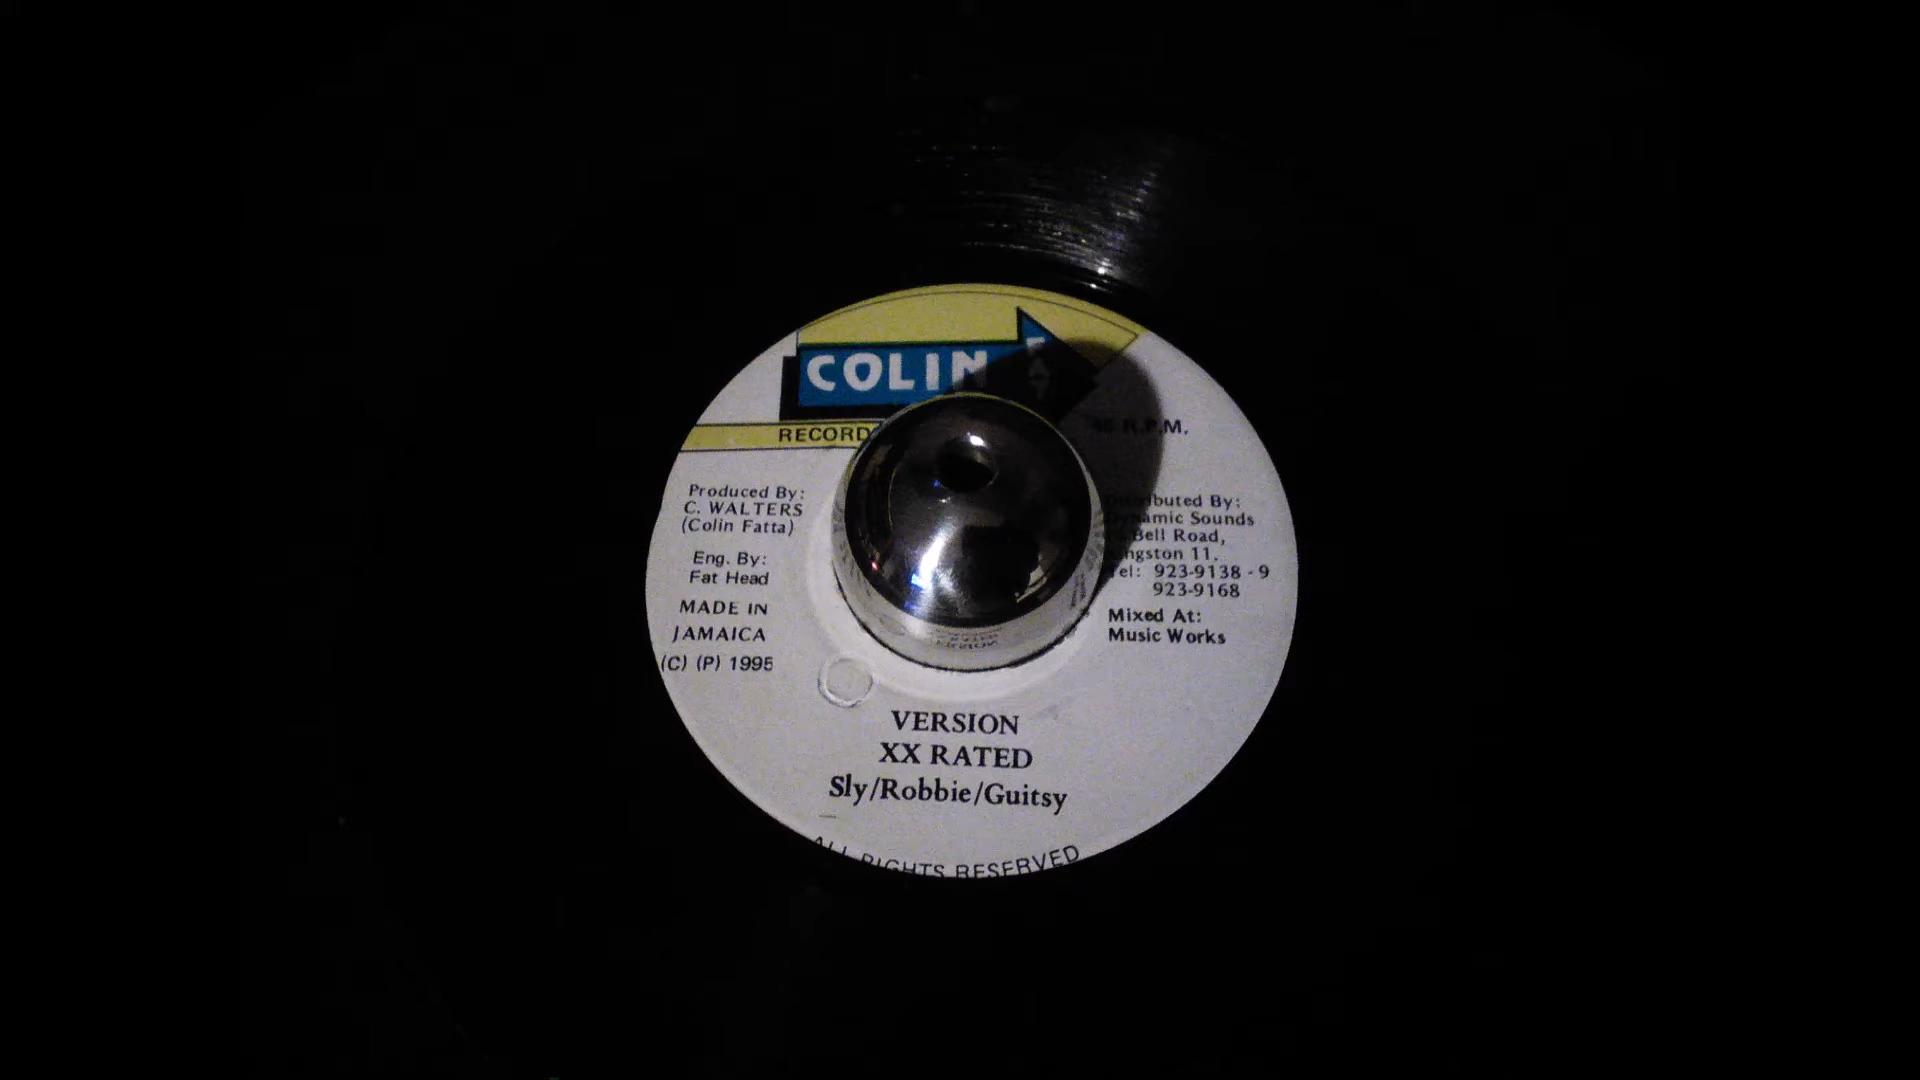 COLIN
FAT
RECORD
45 R.P.M.
Produced By:
C. WALTERS
(Colin Fatta)
Eng. By:
Fat Head
MADE IN
JAMAICA
(C) (P) 1995
Distributed By:
Dynamic Sounds
Bell Road,
Kingston 11.
Tel: 923-9138 - 9
923-9168
Mixed At:
Music Works
VERSION
XX RATED
Sly/Robbie/Guitsy
ALL RIGHTS RESERVED